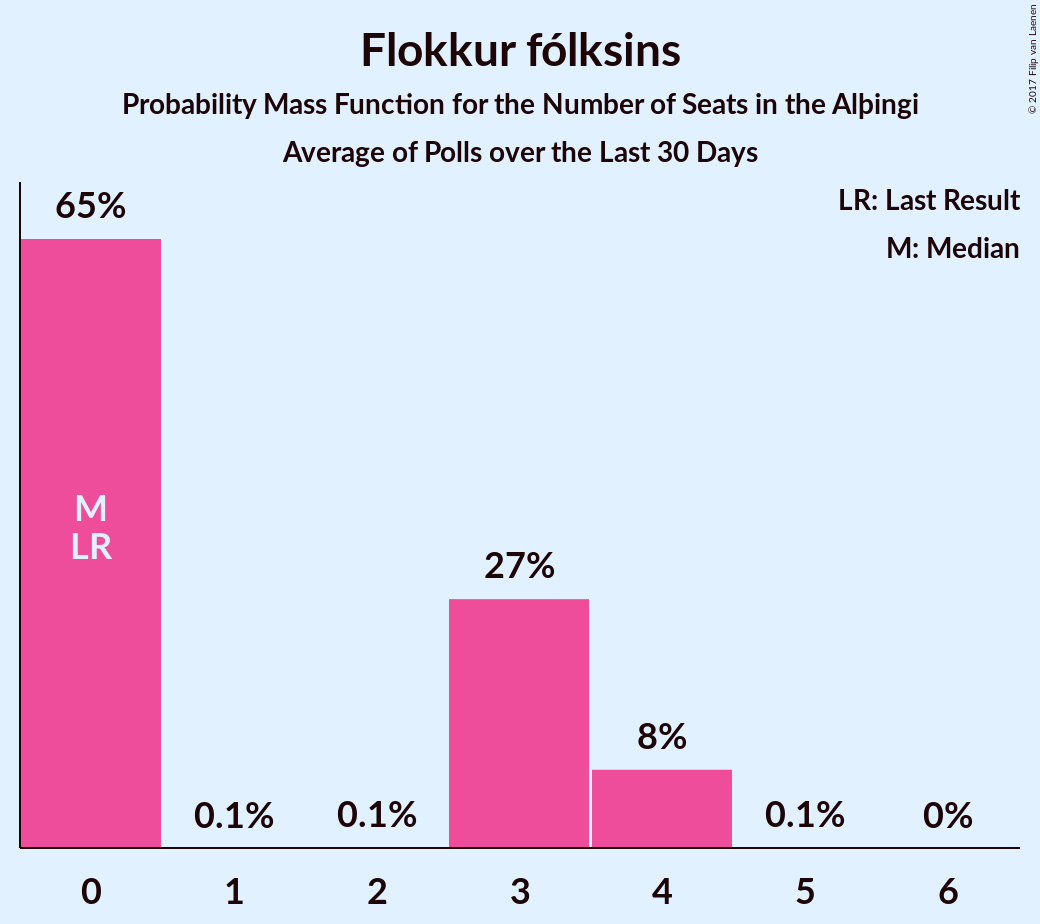 Flokkur fólksins
Probability Mass Function for the Number of Seats in the Alþingi
Average of Polls over the Last 30 Days
© 2017 Filip van Laenen
LR: Last Result
M: Median
65%
M
LR
0.1%
0.1%
27%
8%
0.1%
0%
0
1
2
3
4
5
6